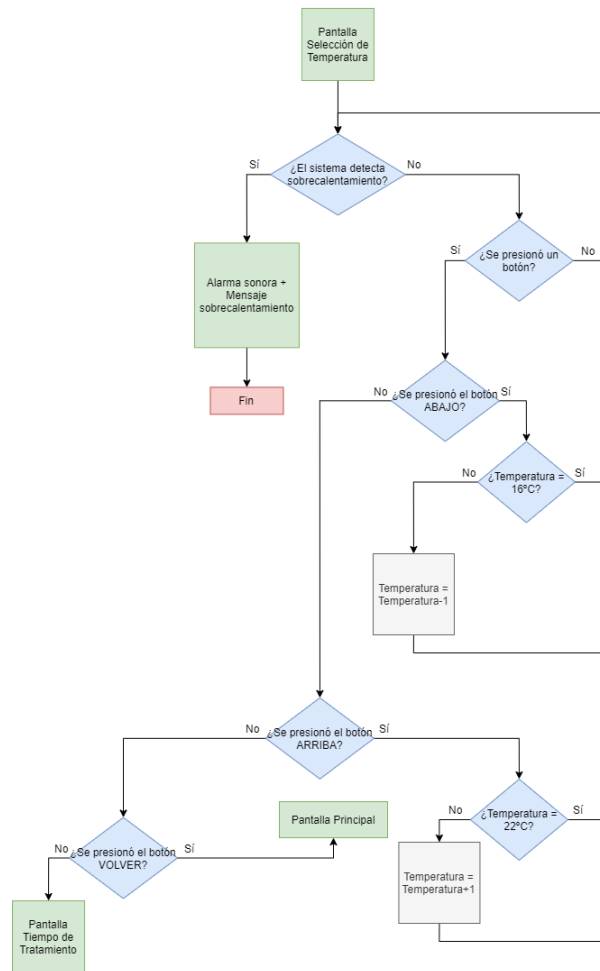 Pantalla
Selección de
Temperatura
¿El sistema detecta
sobrecalentamiento?
Sí
No
Alarma sonora +
Mensaje
sobrecalentamiento
Fin
¿Se presionó un
botón?
Sí
No
¿Se presionó el botón
ABAJO?
No
Sí
¿Temperatura =
16ºC?
No
Sí
Temperatura =
Temperatura-1
¿Se presionó el botón
ARRIBA?
No
Sí
¿Temperatura =
22ºC?
No
Sí
Temperatura =
Temperatura+1
Pantalla Principal
¿Se presionó el botón
VOLVER?
No
Sí
Pantalla
Tiempo de
Tratamiento